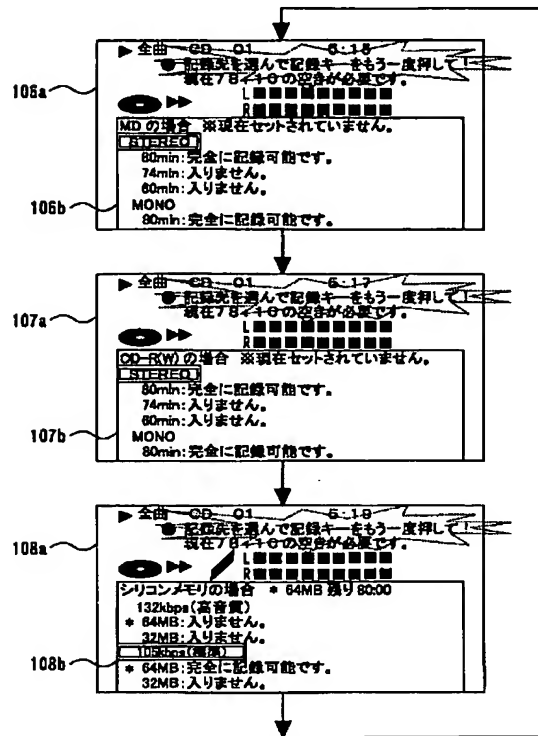 ▶ 全曲 CD 01 5:15
● 記録先を選んで記録キーをもう一度押して!
現在78:10の空きが必要です。
106a
L
R
MD の場合 ※現在セットされていません。
STEREO
80min:完全に記録可能です。
74min:入りません。
60min:入りません。
106b
MONO
80min:完全に記録可能です。
▶ 全曲 CD 01 5:17
● 記録先を選んで記録キーをもう一度押して!
現在78:10の空きが必要です。
107a
L
R
CD-R(W) の場合 ※現在セットされていません。
STEREO
80min:完全に記録可能です。
74min:入りません。
60min:入りません。
107b
MONO
80min:完全に記録可能です。
▶ 全曲 CD 01 5:19
● 記録先を選んで記録キーをもう一度押して!
現在78:10の空きが必要です。
108a
L
R
シリコンメモリの場合 * 64MB 残り 80:00
132kbps(高音質)
* 64MB:入りません。
32MB:入りません。
105kbps(標準)
108b
* 64MB:完全に記録可能です。
32MB:入りません。